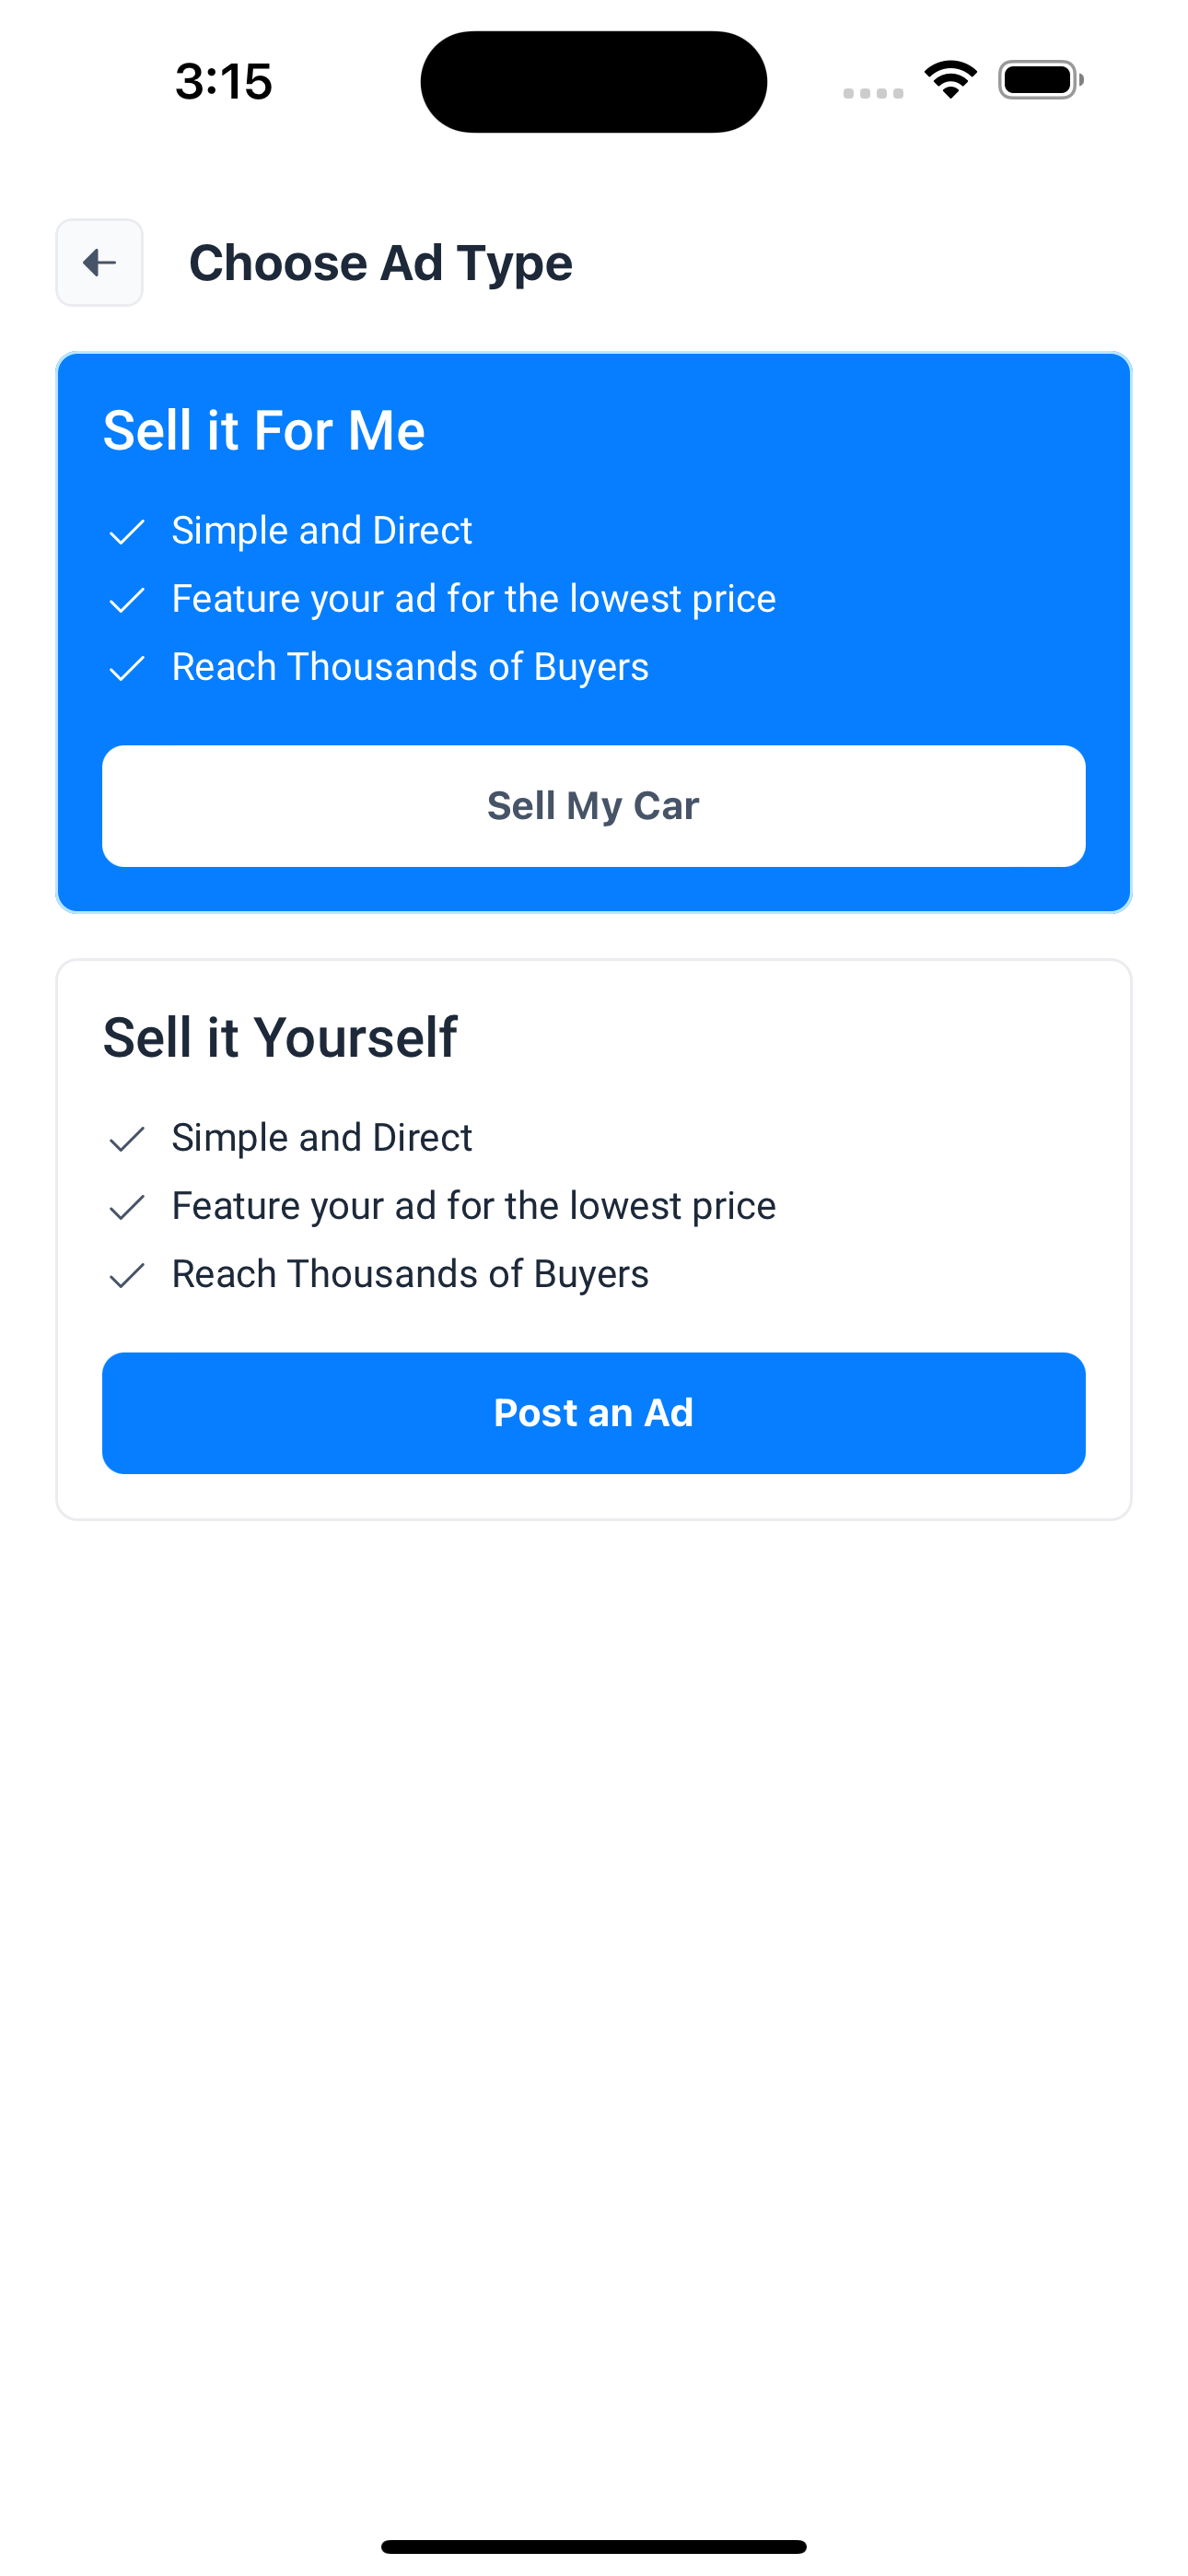 3:15
Choose Ad Type
Sell it For Me
Simple and Direct
Feature your ad for the lowest price
Reach Thousands of Buyers
Sell My Car
Sell it Yourself
Simple and Direct
Feature your ad for the lowest price
Reach Thousands of Buyers
Post an Ad